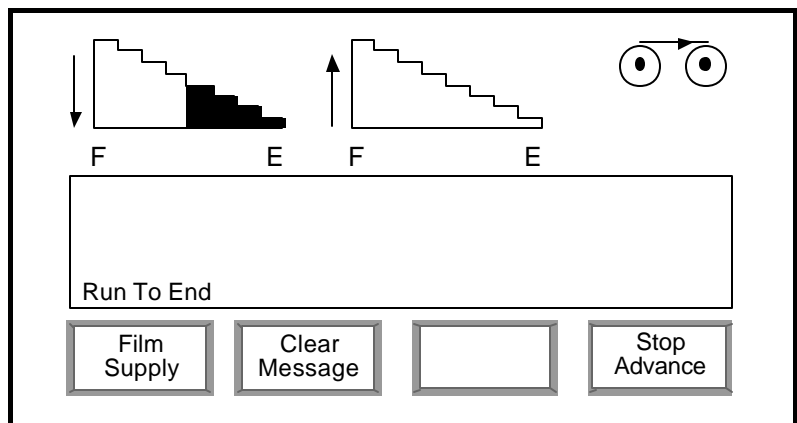 F E F E
Run To End
Film
Supply
Clear
Message
Stop
Advance